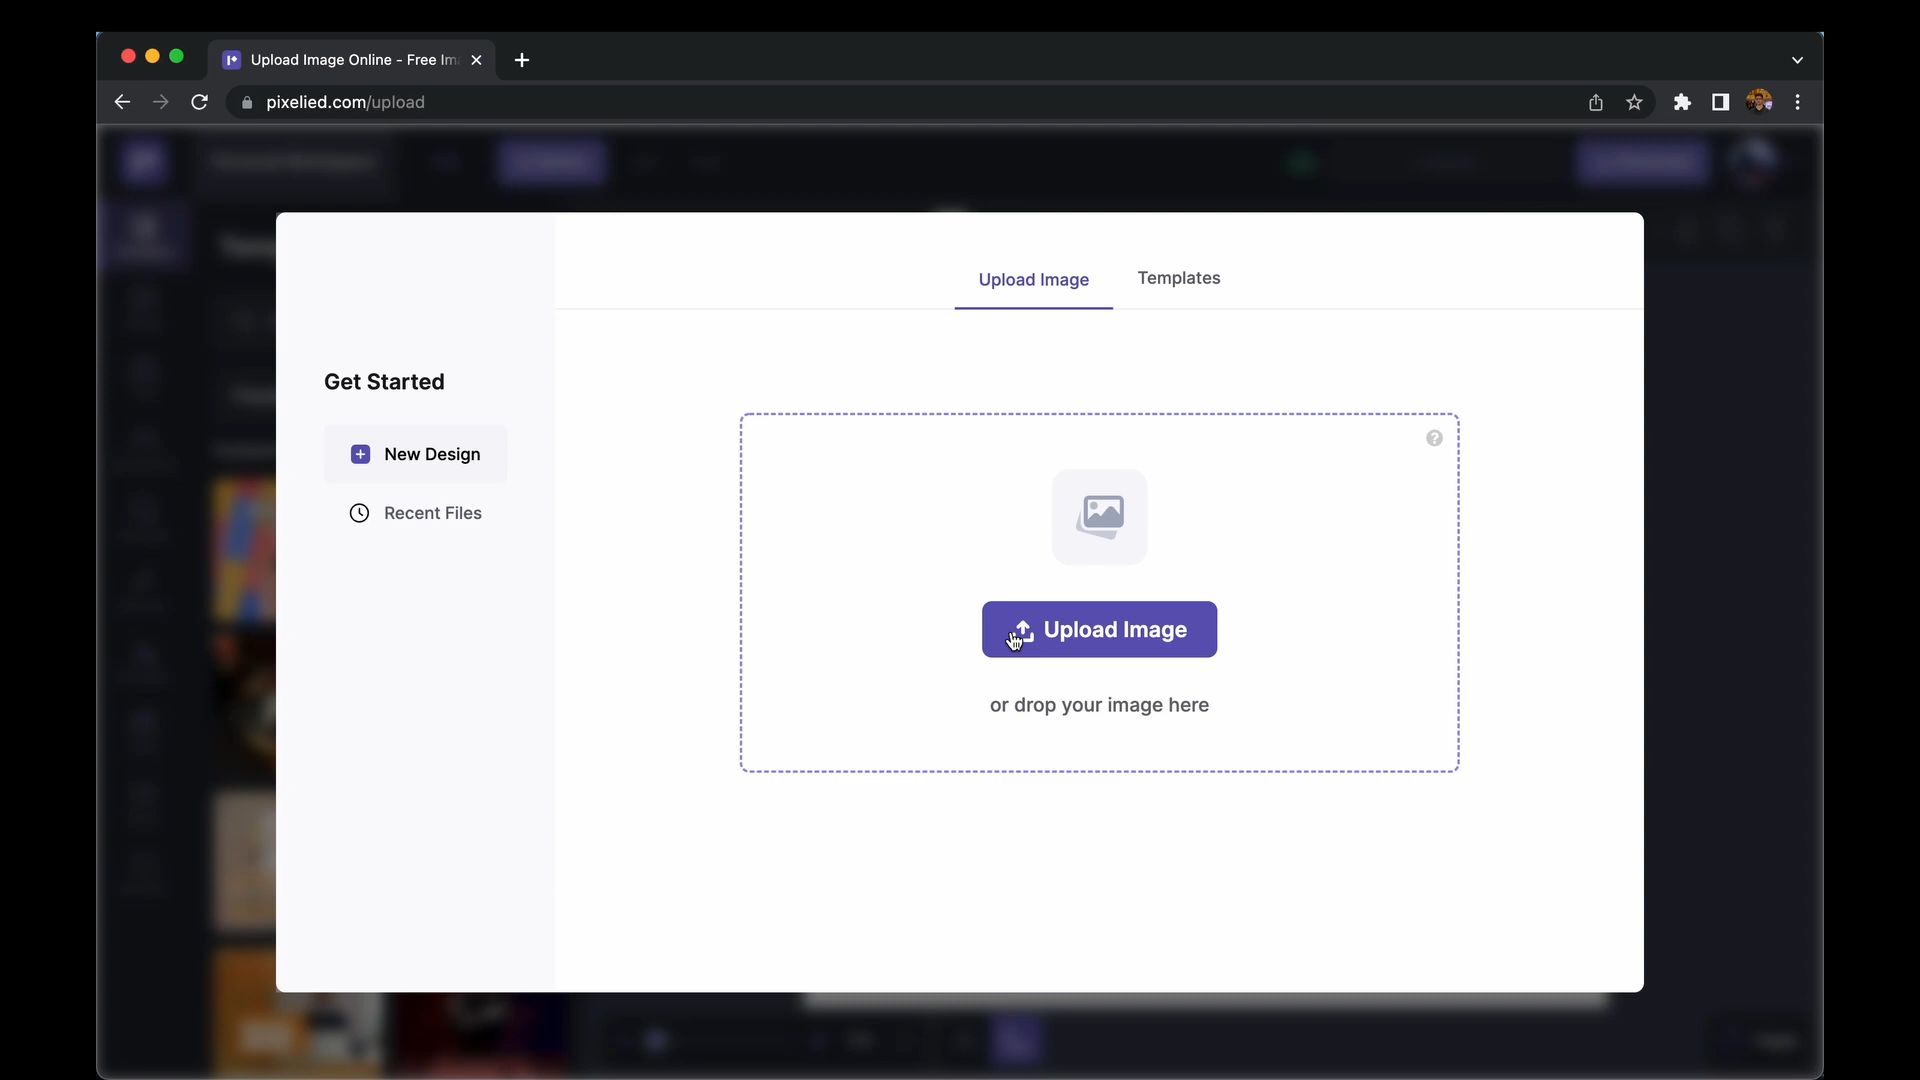 Upload Image Online - Free Im
pixelied.com/upload
Upload Image
Templates
Get Started
New Design
Recent Files
?
Upload Image
or drop your image here